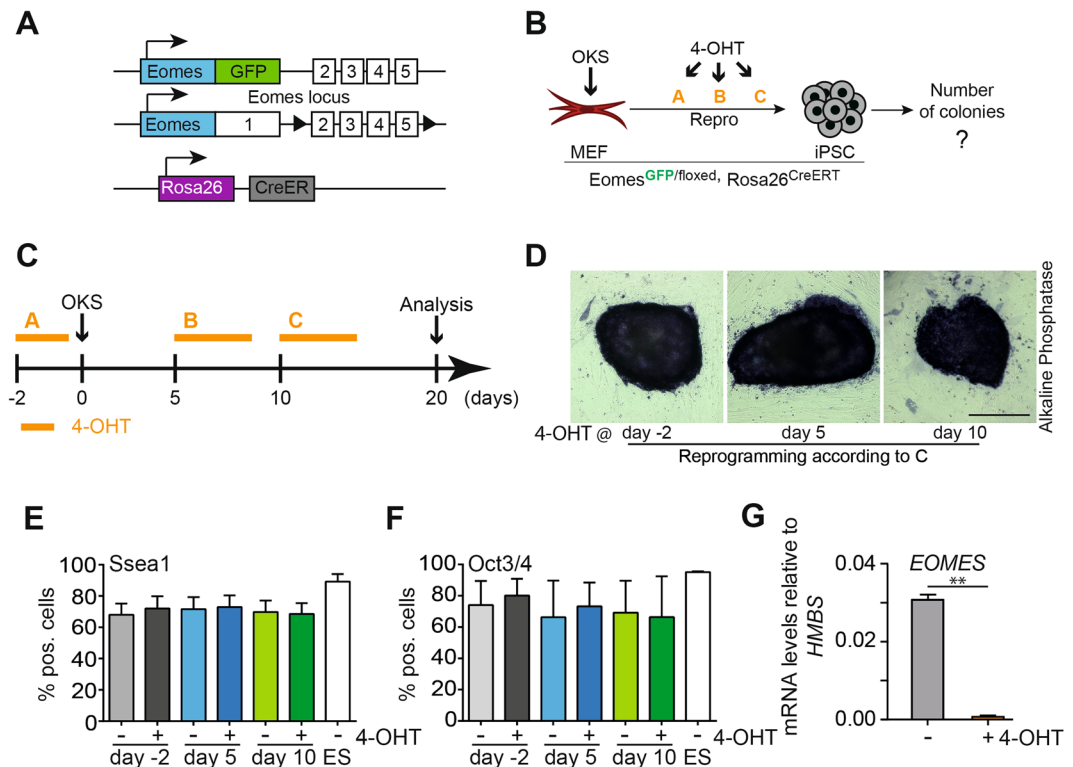 A
Eomes GFP 2 3 4 5
Eomes locus
Eomes 1 2 3 4 5
Rosa26 CreER
B
4-OHT
OKS
A B C
Repro
MEF
iPSC
Number
of colonies
?
Eomes GFP/floxed, Rosa26 CreERT
C
OKS
Analysis
A B C
-2 0 5 10 20 (days)
4-OHT
D
Alkaline Phosphatase
4-OHT @ day -2 day 5 day 10
Reprogramming according to C
E
Ssea1
% pos. cells
100
80
60
40
20
0
- + - + - + - 4-OHT
day -2 day 5 day 10 ES
F
Oct3/4
% pos. cells
100
80
60
40
20
0
- + - + - + - 4-OHT
day -2 day 5 day 10 ES
G
mRNA levels relative to
HMBS
EOMES
**
0.04
0.02
0.00
- + 4-OHT